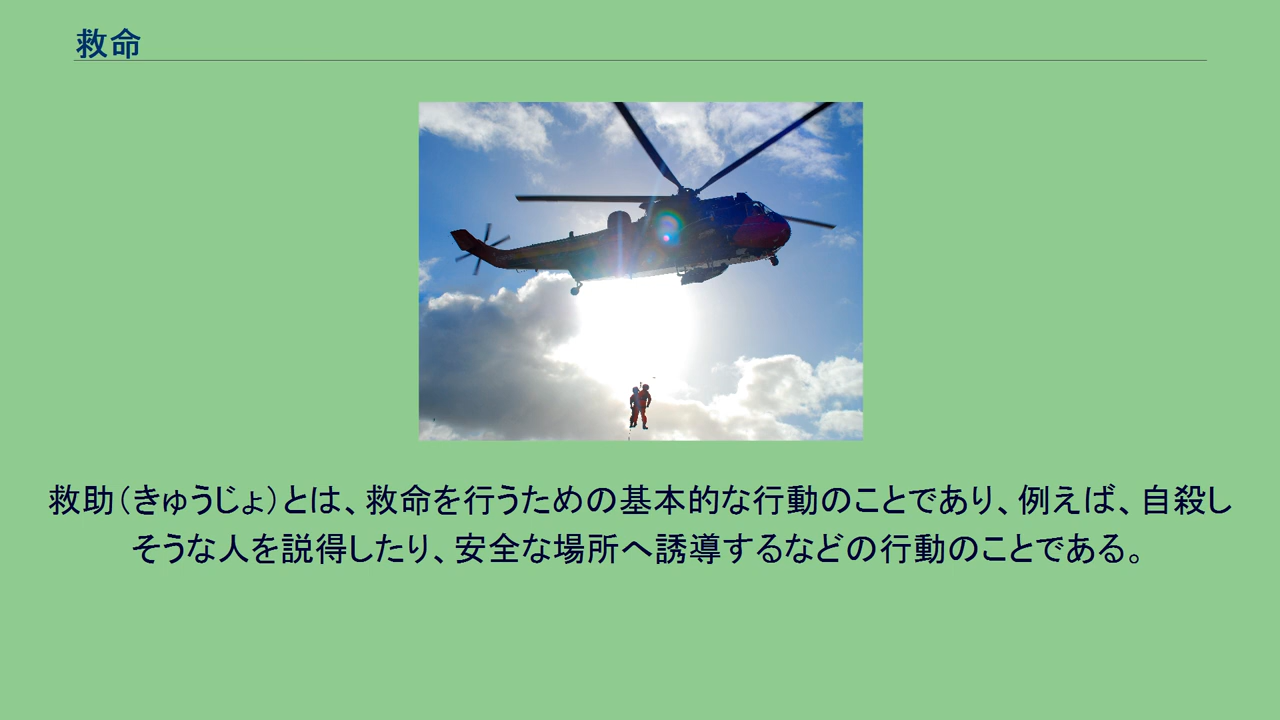 救命
救助（きゅうじょ）とは、救命を行うための基本的な行動のことであり、例えば、自殺し
そうな人を説得したり、安全な場所へ誘導するなどの行動のことである。